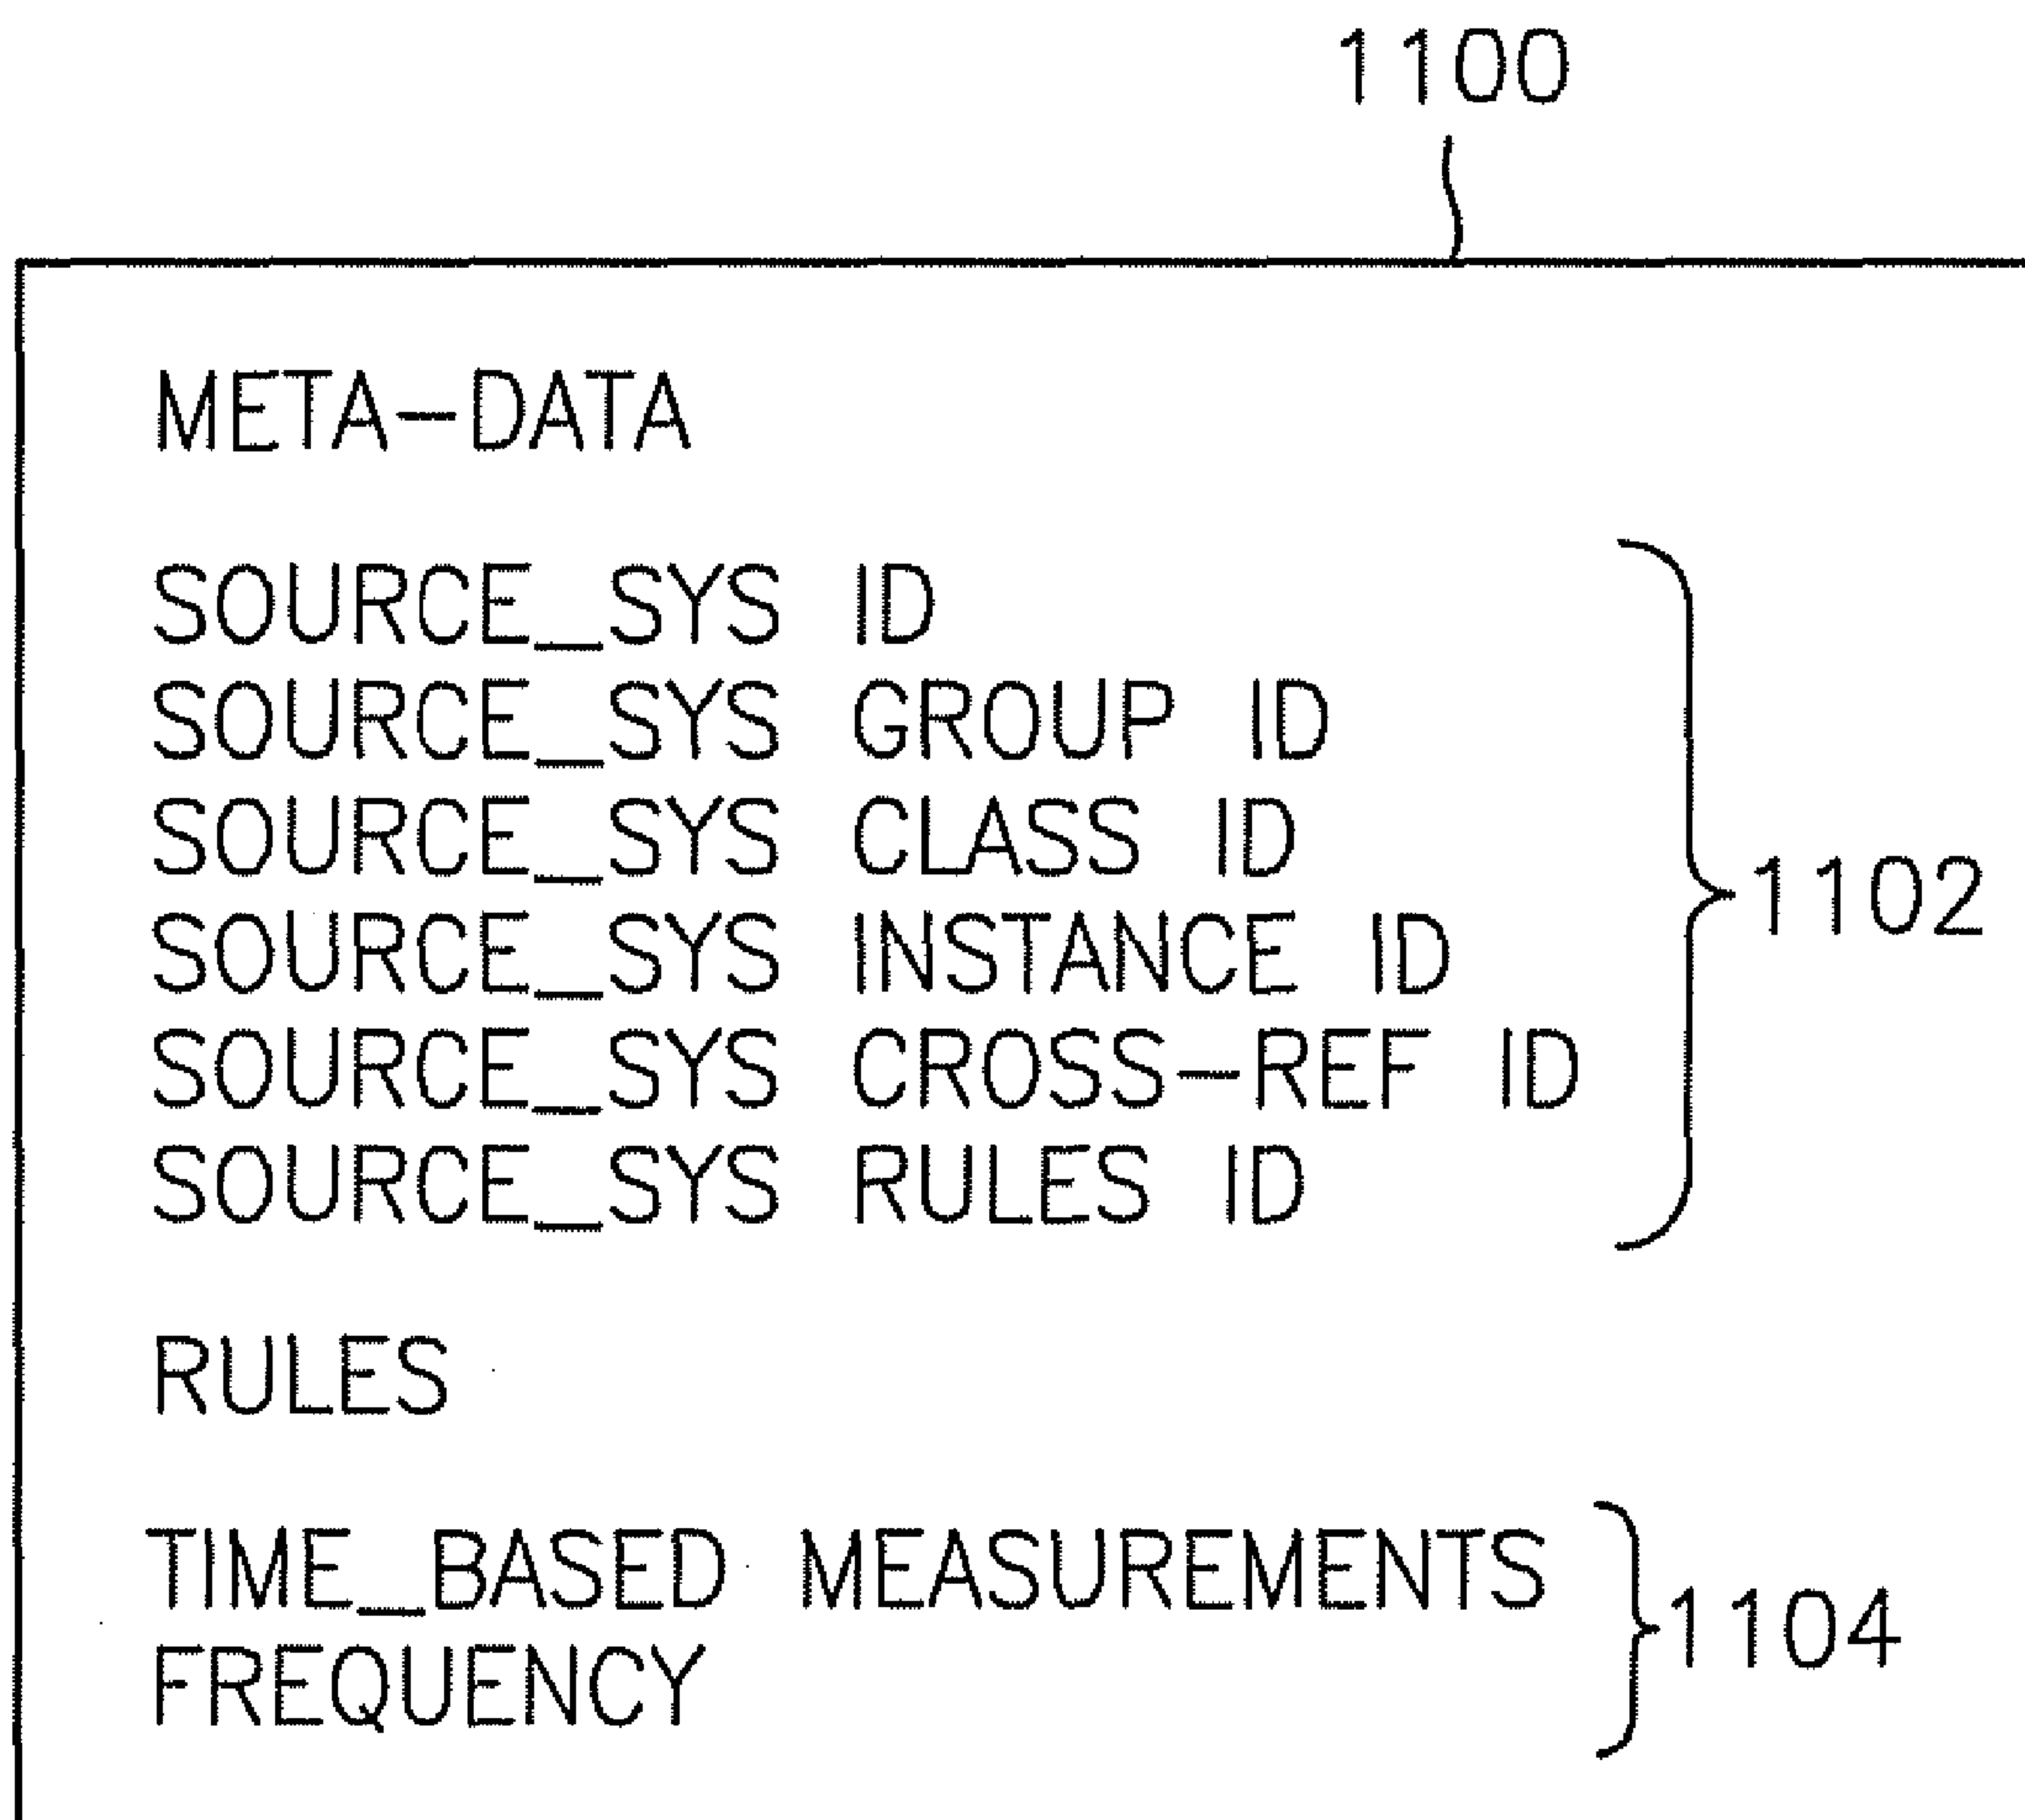 1100
META-DATA
SOURCE_SYS ID
SOURCE_SYS GROUP ID
SOURCE_SYS CLASS ID
SOURCE_SYS INSTANCE ID
SOURCE_SYS CROSS-REF ID
SOURCE_SYS RULES ID
1102
RULES
TIME_BASED MEASUREMENTS
FREQUENCY
1104